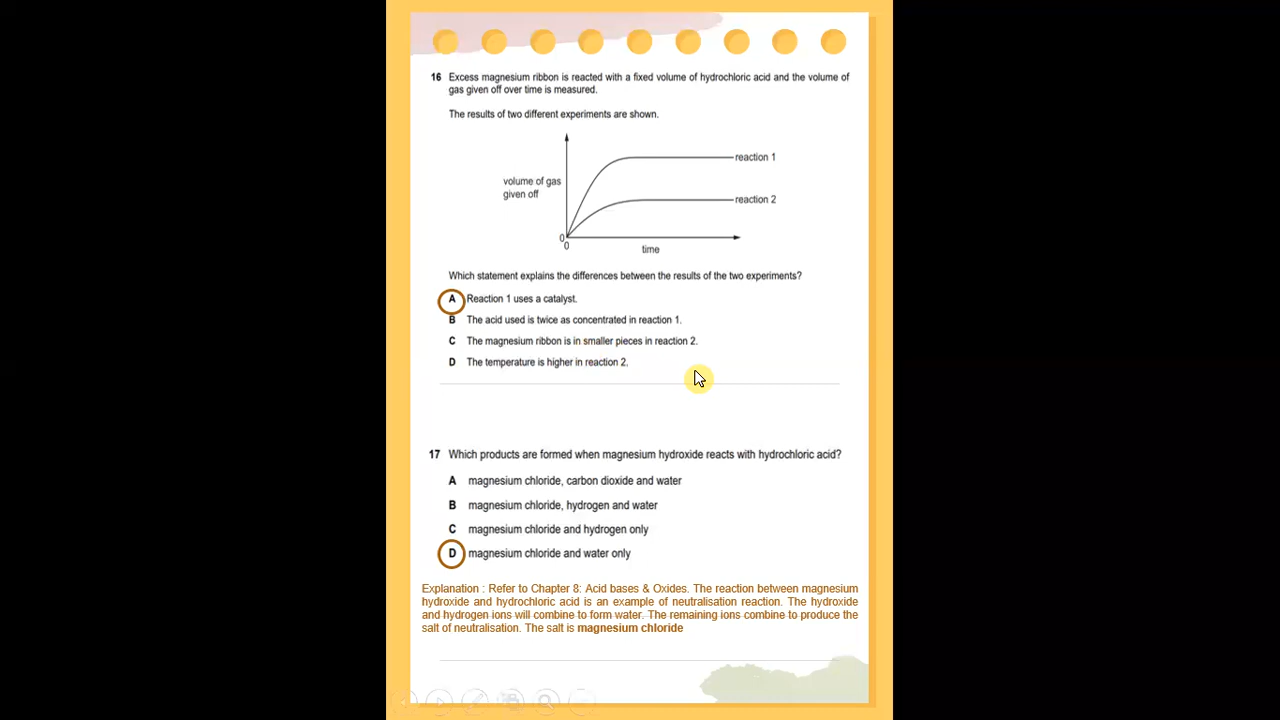 16 Excess magnesium ribbon is reacted with a fixed volume of hydrochloric acid and the volume of
gas given off over time is measured.
The results of two different experiments are shown.
reaction 1
volume of gas
given off
reaction 2
0
0
time
Which statement explains the differences between the results of the two experiments?
A Reaction 1 uses a catalyst.
B The acid used is twice as concentrated in reaction 1.
C The magnesium ribbon is in smaller pieces in reaction 2.
D The temperature is higher in reaction 2.
17 Which products are formed when magnesium hydroxide reacts with hydrochloric acid?
A magnesium chloride, carbon dioxide and water
B magnesium chloride, hydrogen and water
C magnesium chloride and hydrogen only
D magnesium chloride and water only
Explanation : Refer to Chapter 8: Acid bases & Oxides. The reaction between magnesium
hydroxide and hydrochloric acid is an example of neutralisation reaction. The hydroxide
and hydrogen ions will combine to form water. The remaining ions combine to produce the
salt of neutralisation. The salt is magnesium chloride